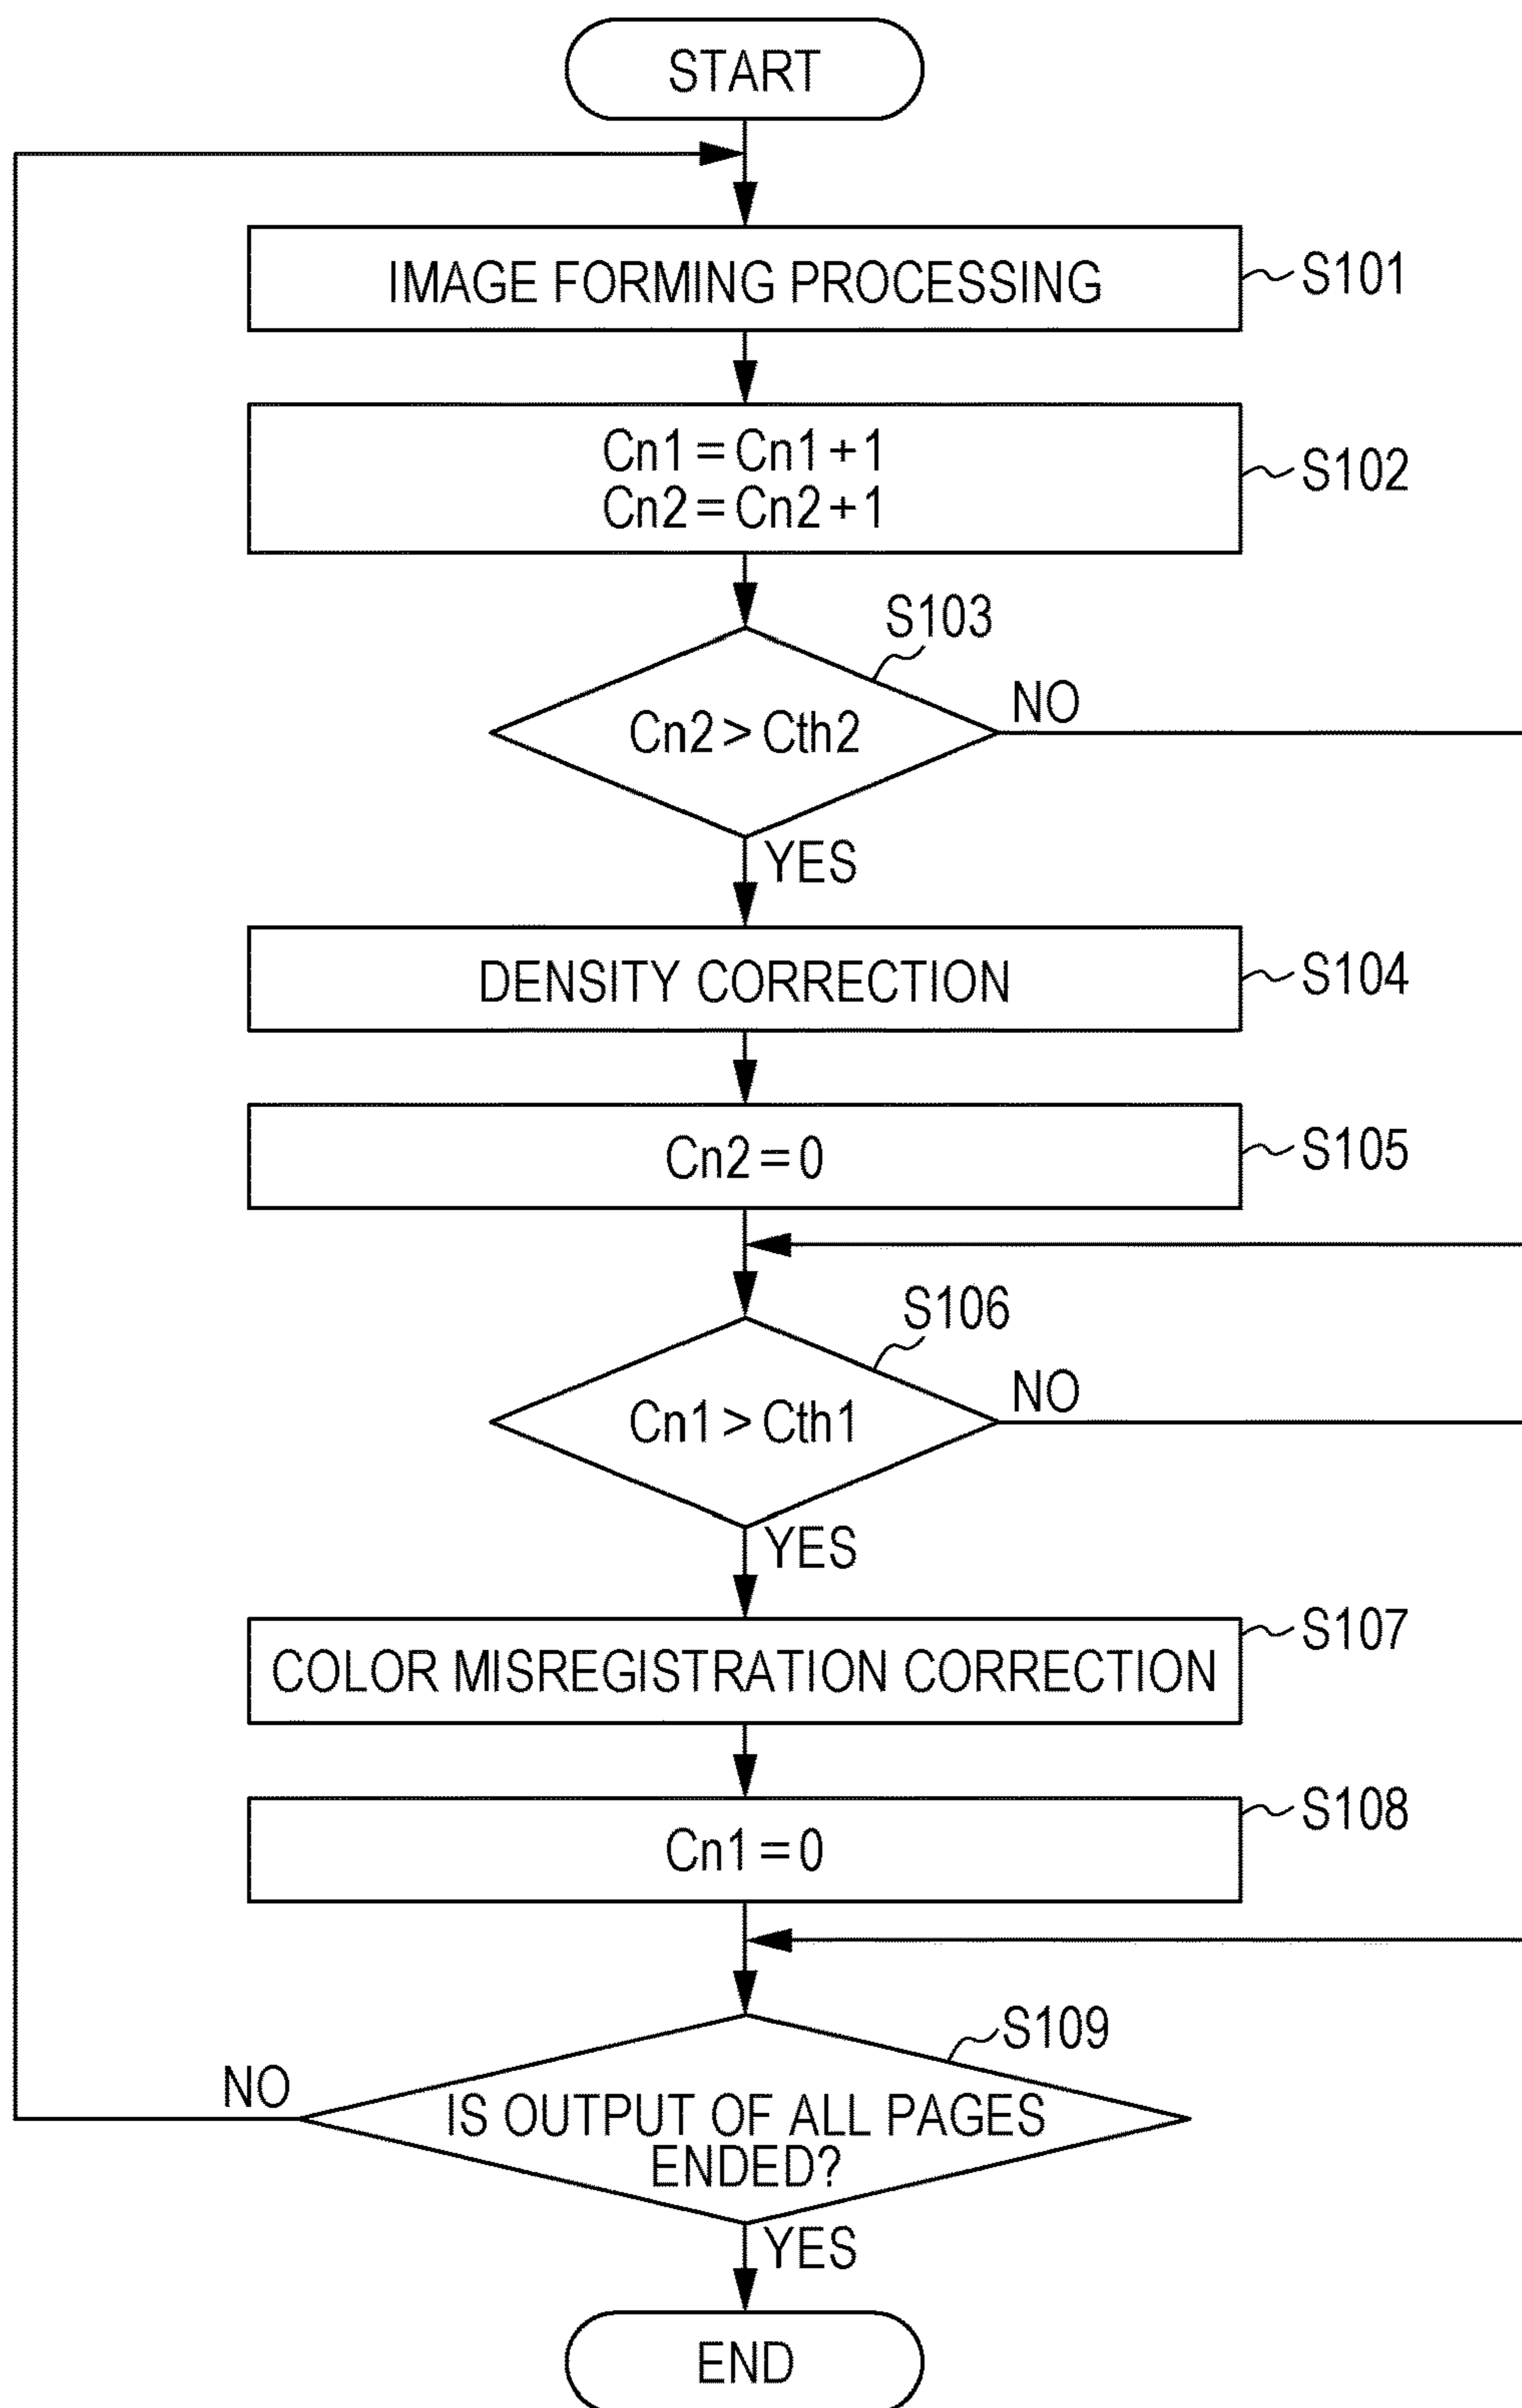 START
IMAGE FORMING PROCESSING
S101
Cn1=Cn1+1
Cn2=Cn2+1
S102
S103
Cn2>Cth2
NO
YES
DENSITY CORRECTION
S104
Cn2=0
S105
S106
Cn1>Cth1
NO
YES
COLOR MISREGISTRATION CORRECTION
S107
Cn1=0
S108
S109
NO
IS OUTPUT OF ALL PAGES
ENDED?
YES
END